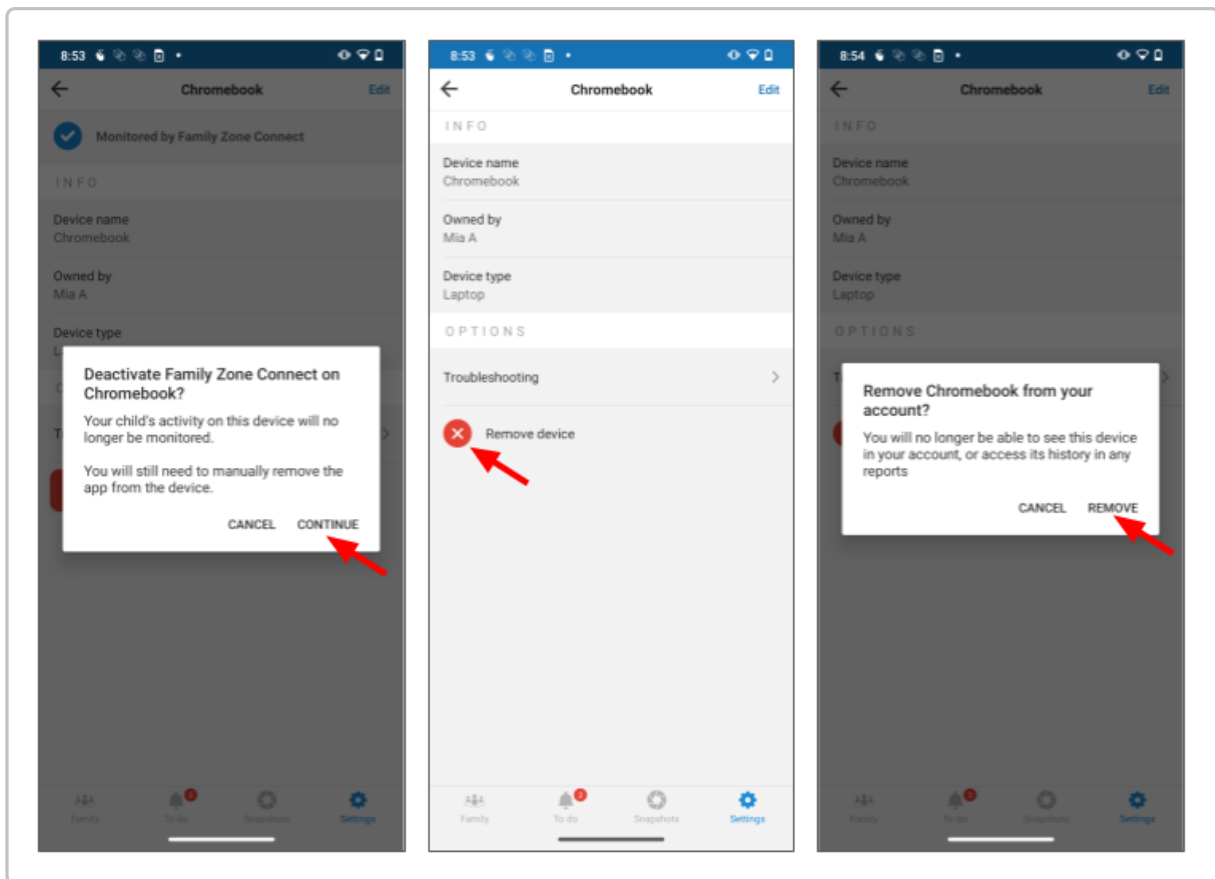 8:53
Chromebook
Edit
Monitored by Family Zone Connect
INFO
Device name
Chromebook
Owned by
Mia A
Device type
Deactivate Family Zone Connect on
Chromebook?
Your child's activity on this device will no
longer be monitored.
You will still need to manually remove the
app from the device.
CANCEL CONTINUE
Family
To do
Snapshots
Settings
8:53
Chromebook
Edit
INFO
Device name
Chromebook
Owned by
Mia A
Device type
Laptop
OPTIONS
Troubleshooting
Remove device
2
Family
To do
Snapshots
Settings
8:54
Chromebook
Edit
INFO
Device name
Chromebook
Owned by
Mia A
Device type
Laptop
OPTIONS
Remove Chromebook from your
account?
You will no longer be able to see this device
in your account, or access its history in any
reports
CANCEL REMOVE
Family
To do
Snapshots
Settings